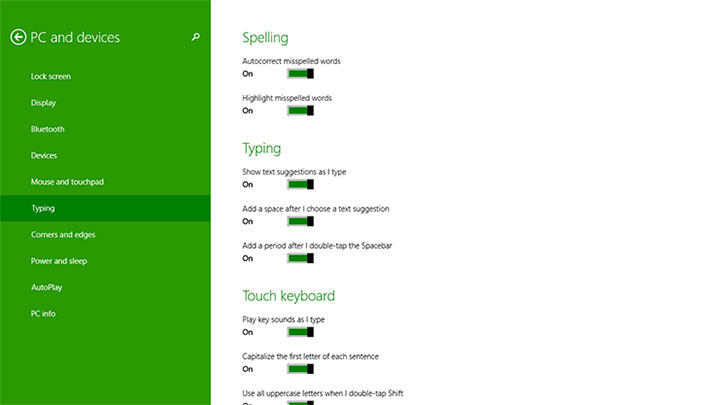 PC and devices
Lock screen
Display
Bluetooth
Devices
Mouse and touchpad
Typing
Corners and edges
Power and sleep
AutoPlay
PC info
Spelling
Autocorrect misspelled words
On
Highlight misspelled words
On
Typing
Show text suggestions as I type
On
Add a space after I choose a text suggestion
On
Add a period after I double-tap the Spacebar
On
Touch keyboard
Play key sounds as I type
On
Capitalize the first letter of each sentence
On
Use all uppercase letters when I double-tap Shift
On